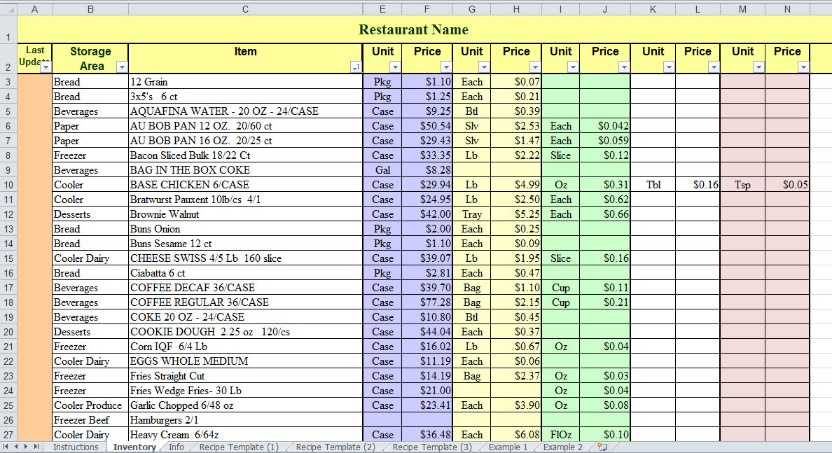 A B C E F G H I J K L M N
1 Restaurant Name
2 Last Update Storage Area Item Unit Price Unit Price Unit Price Unit Price Unit Price
3 Bread 12 Grain Pkg $1.10 Each $0.07
4 Bread 3x5's 6 ct Pkg $1.25 Each $0.21
5 Beverages AQUAFINA WATER - 20 OZ - 24/CASE Case $9.25 Btl $0.39
6 Paper AU BOB PAN 12 OZ. 20/60 ct Case $50.54 Slv $2.53 Each $0.042
7 Paper AU BOB PAN 16 OZ. 20/25 ct Case $29.43 Slv $1.47 Each $0.059
8 Freezer Bacon Sliced Bulk 18/22 Ct Case $33.35 Lb $2.22 Slice $0.12
9 Beverages BAG IN THE BOX COKE Gal $8.28
10 Cooler BASE CHICKEN 6/CASE Case $29.94 Lb $4.99 Oz $0.31 Tbl $0.16 Tsp $0.05
11 Cooler Bratwurst Pauxent 10lb/cs 4/1 Case $24.95 Lb $2.50 Each $0.62
12 Desserts Brownie Walnut Case $42.00 Tray $5.25 Each $0.66
13 Bread Buns Onion Pkg $2.00 Each $0.25
14 Bread Buns Sesame 12 ct Pkg $1.10 Each $0.09
15 Cooler Dairy CHEESE SWISS 4/5 Lb 160 slice Case $39.07 Lb $1.95 Slice $0.16
16 Bread Ciabatta 6 ct Pkg $2.81 Each $0.47
17 Beverages COFFEE DECAF 36/CASE Case $39.70 Bag $1.10 Cup $0.11
18 Beverages COFFEE REGULAR 36/CASE Case $77.28 Bag $2.15 Cup $0.21
19 Beverages COKE 20 OZ - 24/CASE Case $10.80 Btl $0.45
20 Desserts COOKIE DOUGH 2.25 oz 120/cs Case $44.04 Each $0.37
21 Freezer Corn IQF 6/4 Lb Case $16.02 Lb $0.67 Oz $0.04
22 Cooler Dairy EGGS WHOLE MEDIUM Case $11.19 Each $0.06
23 Freezer Fries Straight Cut Case $14.19 Bag $2.37 Oz $0.03
24 Freezer Fries Wedge Fries- 30 Lb Case $21.00 Oz $0.04
25 Cooler Produce Garlic Chopped 6/48 oz Case $23.41 Each $3.90 Oz $0.08
26 Freezer Beef Hamburgers 2/1
27 Cooler Dairy Heavy Cream 6/64z Case $36.48 Each $6.08 FlOz $0.10
Instructions Inventory Info Recipe Template (1) Recipe Template (2) Recipe Template (3) Example 1 Example 2